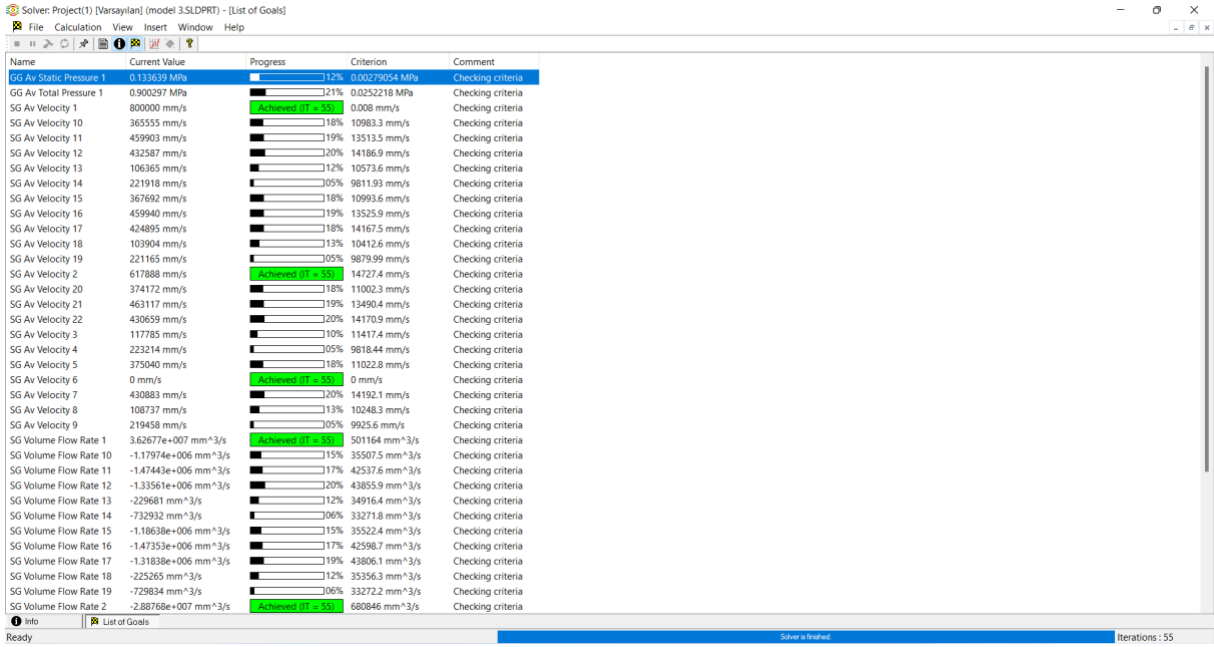 Solver: Project(1) [Varsayılan] (model 3.SLDPRT) - [List of Goals]
File Calculation View Insert Window Help
Name Current Value Progress Criterion Comment
GG Av Static Pressure 1 0.133639 MPa 12% 0.00279054 MPa Checking criteria
GG Av Total Pressure 1 0.900297 MPa 21% 0.0252218 MPa Checking criteria
SG Av Velocity 1 800000 mm/s Achieved (IT = 55) 0.008 mm/s Checking criteria
SG Av Velocity 10 365555 mm/s 18% 10983.3 mm/s Checking criteria
SG Av Velocity 11 459903 mm/s 19% 13513.5 mm/s Checking criteria
SG Av Velocity 12 432587 mm/s 20% 14186.9 mm/s Checking criteria
SG Av Velocity 13 106365 mm/s 12% 10573.6 mm/s Checking criteria
SG Av Velocity 14 221918 mm/s 05% 9811.93 mm/s Checking criteria
SG Av Velocity 15 367692 mm/s 18% 10993.6 mm/s Checking criteria
SG Av Velocity 16 459940 mm/s 19% 13525.9 mm/s Checking criteria
SG Av Velocity 17 424895 mm/s 18% 14167.5 mm/s Checking criteria
SG Av Velocity 18 103904 mm/s 13% 10412.6 mm/s Checking criteria
SG Av Velocity 19 221165 mm/s 05% 9879.99 mm/s Checking criteria
SG Av Velocity 2 617888 mm/s Achieved (IT = 55) 14727.4 mm/s Checking criteria
SG Av Velocity 20 374172 mm/s 18% 11002.3 mm/s Checking criteria
SG Av Velocity 21 463117 mm/s 19% 13490.4 mm/s Checking criteria
SG Av Velocity 22 430659 mm/s 20% 14170.9 mm/s Checking criteria
SG Av Velocity 3 117785 mm/s 10% 11417.4 mm/s Checking criteria
SG Av Velocity 4 223214 mm/s 05% 9818.44 mm/s Checking criteria
SG Av Velocity 5 375040 mm/s 18% 11022.8 mm/s Checking criteria
SG Av Velocity 6 0 mm/s Achieved (IT = 55) 0 mm/s Checking criteria
SG Av Velocity 7 430883 mm/s 20% 14192.1 mm/s Checking criteria
SG Av Velocity 8 108737 mm/s 13% 10248.3 mm/s Checking criteria
SG Av Velocity 9 219458 mm/s 05% 9925.6 mm/s Checking criteria
SG Volume Flow Rate 1 3.62677e+007 mm^3/s Achieved (IT = 55) 501164 mm^3/s Checking criteria
SG Volume Flow Rate 10 -1.17974e+006 mm^3/s 15% 35507.5 mm^3/s Checking criteria
SG Volume Flow Rate 11 -1.47443e+006 mm^3/s 17% 42537.6 mm^3/s Checking criteria
SG Volume Flow Rate 12 -1.33561e+006 mm^3/s 20% 43855.9 mm^3/s Checking criteria
SG Volume Flow Rate 13 -229681 mm^3/s 12% 34916.4 mm^3/s Checking criteria
SG Volume Flow Rate 14 -732932 mm^3/s 06% 33271.8 mm^3/s Checking criteria
SG Volume Flow Rate 15 -1.18638e+006 mm^3/s 15% 35522.4 mm^3/s Checking criteria
SG Volume Flow Rate 16 -1.47353e+006 mm^3/s 17% 42598.7 mm^3/s Checking criteria
SG Volume Flow Rate 17 -1.31838e+006 mm^3/s 19% 43806.1 mm^3/s Checking criteria
SG Volume Flow Rate 18 -225265 mm^3/s 12% 35356.3 mm^3/s Checking criteria
SG Volume Flow Rate 19 -729834 mm^3/s 06% 33272.2 mm^3/s Checking criteria
SG Volume Flow Rate 2 -2.88768e+007 mm^3/s Achieved (IT = 55) 680846 mm^3/s Checking criteria
Info List of Goals
Ready Solver is finished. Iterations : 55